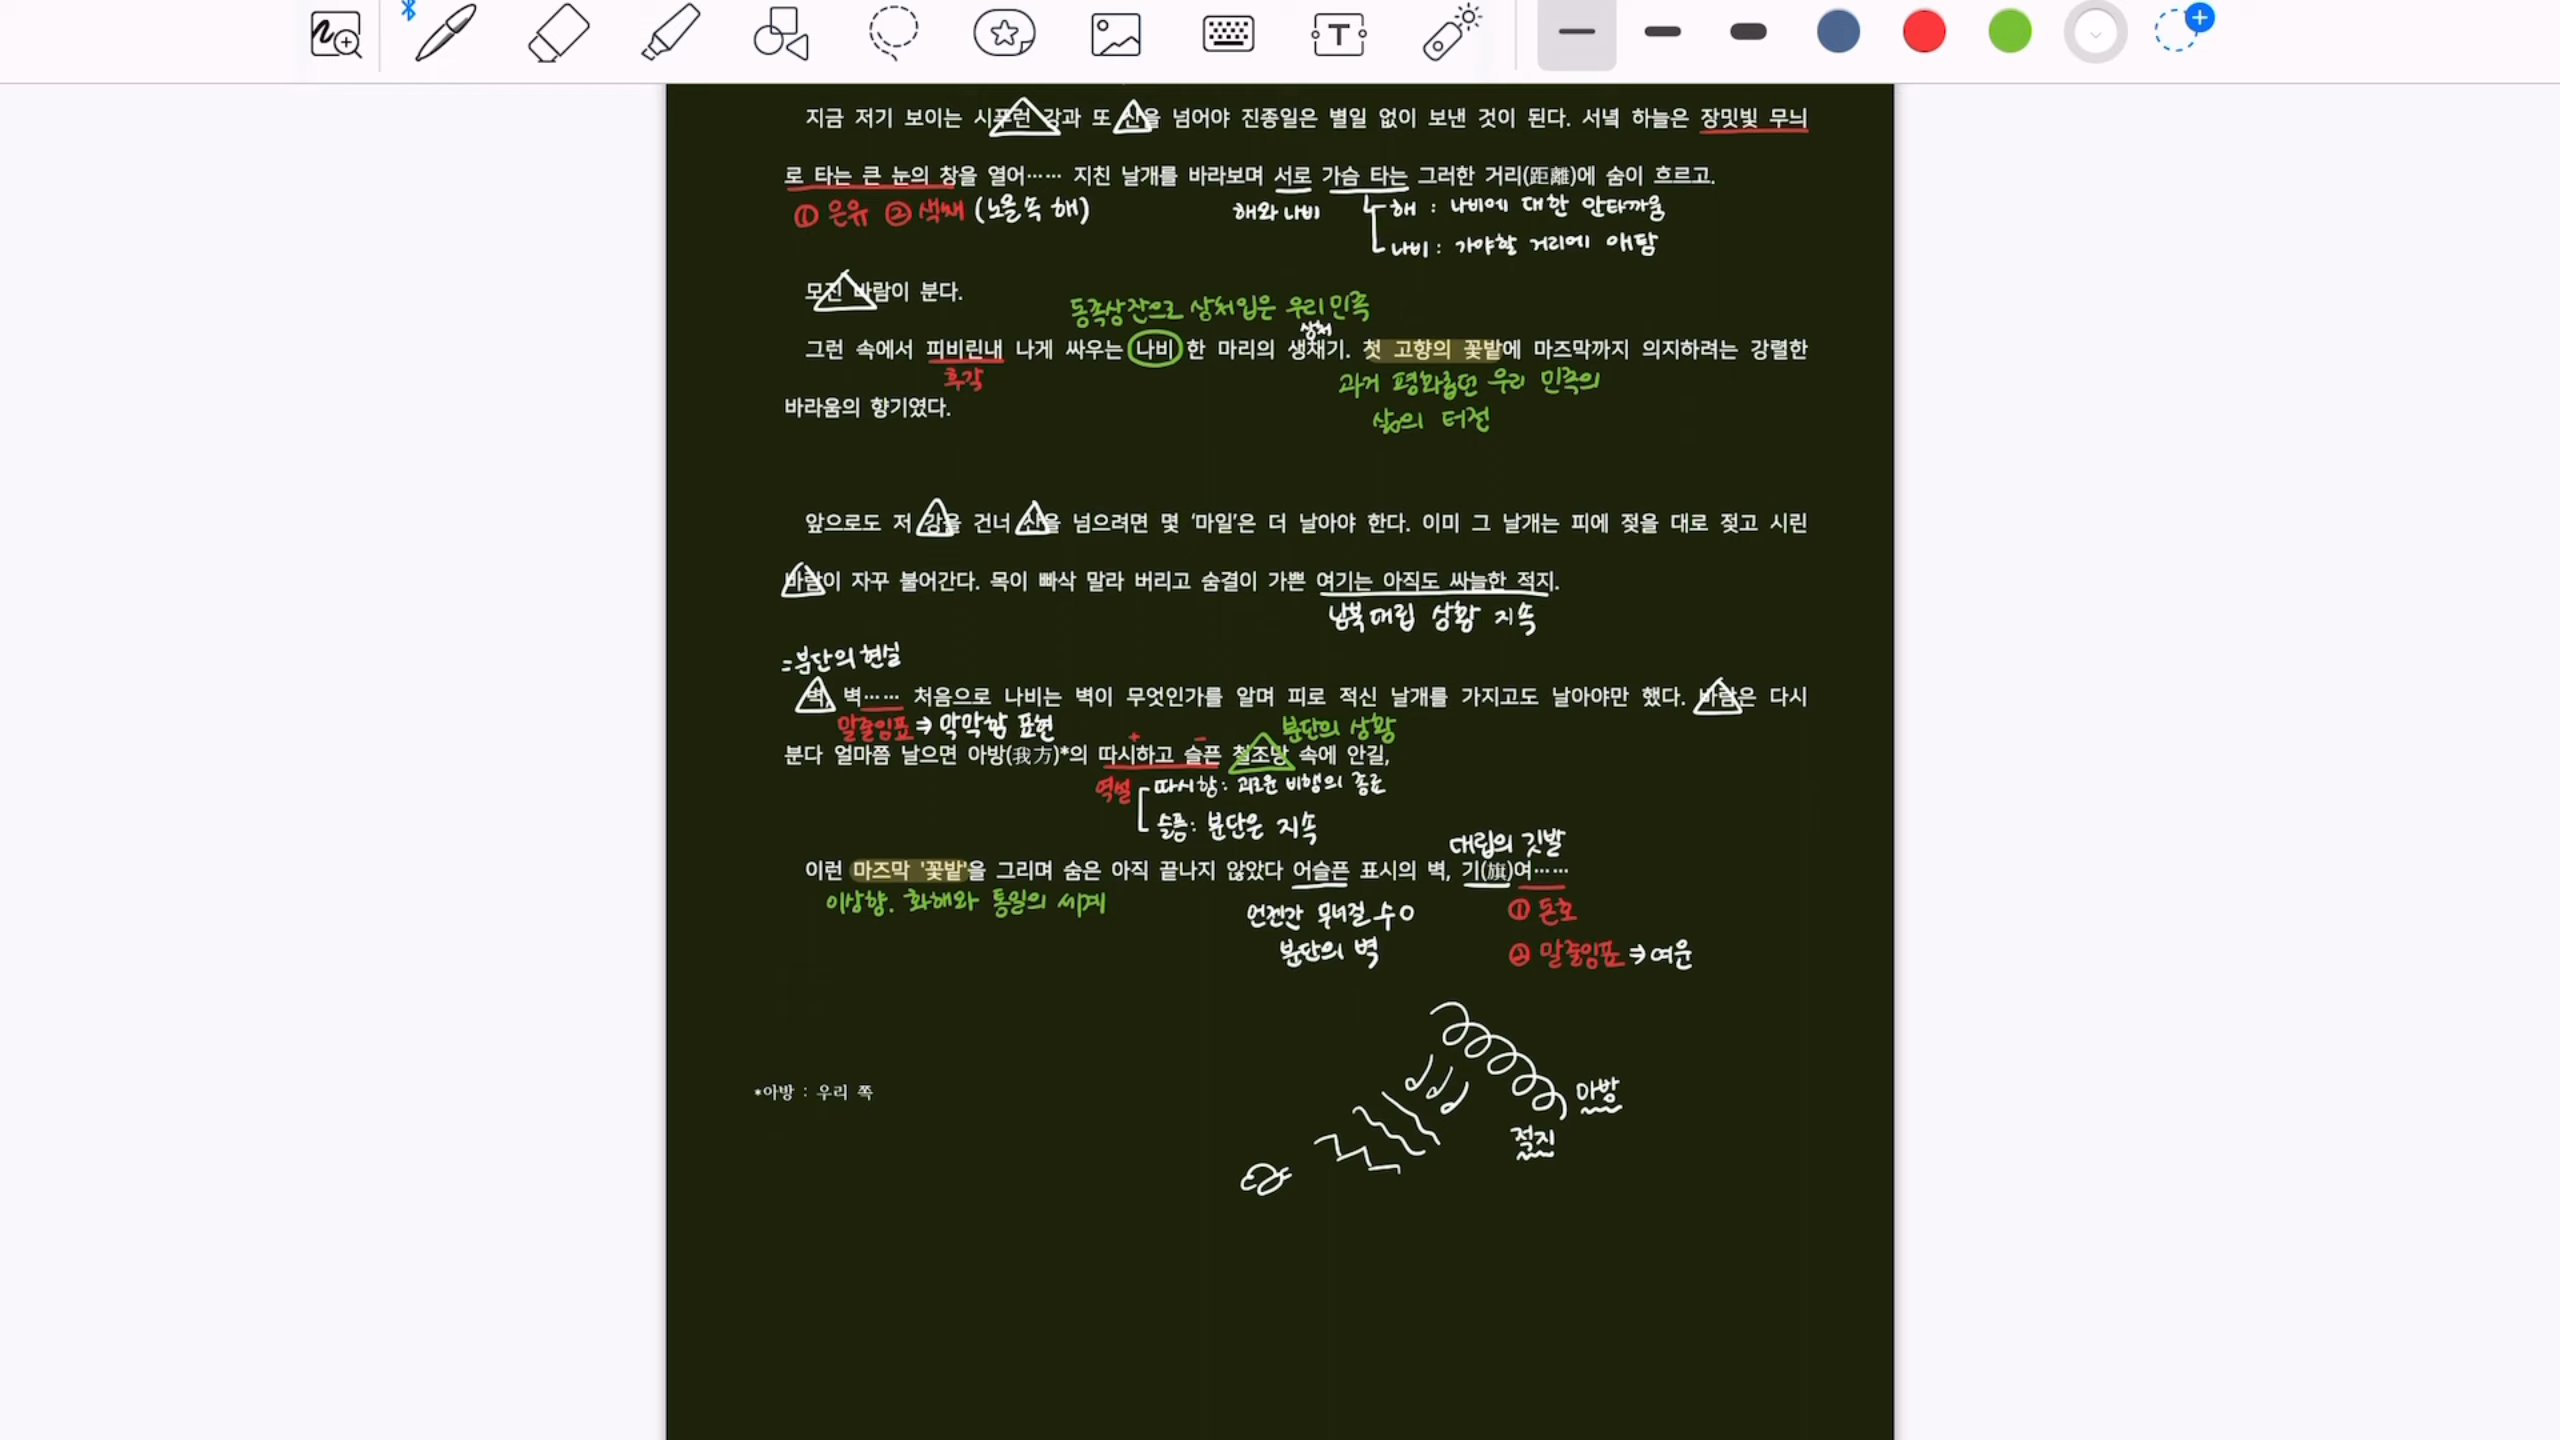 지금 저기 보이는 시푸런 강과 또 산을 넘어야 진종일은 별일 없이 보낸 것이 된다. 서녘 하늘은 장밋빛 무늬
로 타는 큰 눈의 창을 열어…… 지친 날개를 바라보며 서로 가슴 타는 그러한 거리(距離)에 숨이 흐르고.
① 은유 ② 색채 (노을 속 해)
해와 나비
해 : 나비에 대한 안타까움
나비 : 가야할 거리에 애탐
모진 바람이 분다.
동족상잔으로 상처입은 우리 민족
상처
그런 속에서 피비린내 나게 싸우는 나비 한 마리의 생채기. 첫 고향의 꽃밭에 마즈막까지 의지하려는 강렬한
후각
과거 평화롭던 우리 민족의
삶의 터전
바라움의 향기였다.
앞으로도 저 강을 건너 산을 넘으려면 몇 ‘마일’은 더 날아야 한다. 이미 그 날개는 피에 젖을 대로 젖고 시린
바람이 자꾸 불어간다. 목이 빠삭 말라 버리고 숨결이 가쁜 여기는 아직도 싸늘한 적지.
남북 대립 상황 지속
=분단의 현실
벽, 벽…… 처음으로 나비는 벽이 무엇인가를 알며 피로 적신 날개를 가지고도 날아야만 했다. 바람은 다시
말줄임표 → 막막함 표현
분단의 상황
+ -
분다 얼마쯤 날으면 아방(我方)*의 따시하고 슬픈 철조망 속에 안길,
역설
따시함 : 괴로운 비행의 종료
슬픔 : 분단은 지속
대립의 깃발
이런 마즈막 '꽃밭'을 그리며 숨은 아직 끝나지 않았다 어슬픈 표시의 벽, 기(旗)여……
이상향. 화해와 통일의 세계
언젠간 무너질 수 O
분단의 벽
① 돈호
② 말줄임표 → 여운
아방
적지
*아방 : 우리 쪽